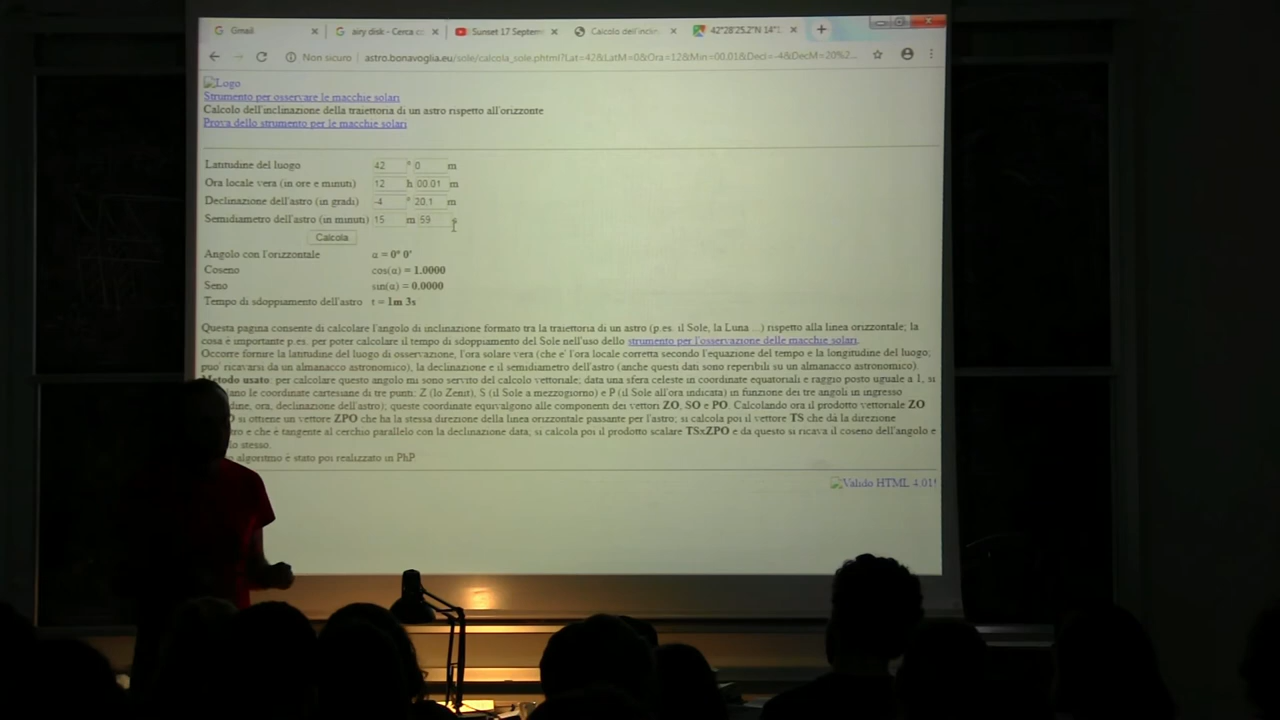 Gmail
airy disk - Cerca co
Sunset 17 Septem
Calcolo dell'inclin
42°28'25.2"N 14°1
Non sicuro
astro.bonavoglia.eu/sole/calcola_sole.phtml?Lat=42&LatM=0&Ora=12&Min=00.01&Decl=-4&DecM=20%2...
Logo
Strumento per osservare le macchie solari
Calcolo dell'inclinazione della traiettoria di un astro rispetto all'orizzonte
Prova dello strumento per le macchie solari
Latitudine del luogo 42 ° 0 m
Ora locale vera (in ore e minuti) 12 h 00.01 m
Declinazione dell'astro (in gradi) -4 ° 20.1 m
Semidiametro dell'astro (in minuti) 15 m 59 s
Calcola
Angolo con l'orizzontale α = 0° 0'
Coseno cos(α) = 1.0000
Seno sin(α) = 0.0000
Tempo di sdoppiamento dell'astro t = 1m 3s
Questa pagina consente di calcolare l'angolo di inclinazione formato tra la traiettoria di un astro (p.es. il Sole, la Luna ...) rispetto alla linea orizzontale; la
cosa è importante p.es. per poter calcolare il tempo di sdoppiamento del Sole nell'uso dello strumento per l'osservazione delle macchie solari.
Occorre fornire la latitudine del luogo di osservazione, l'ora solare vera (che e' l'ora locale corretta secondo l'equazione del tempo e la longitudine del luogo;
puo' ricavarsi da un almanacco astronomico), la declinazione e il semidiametro dell'astro (anche questi dati sono reperibili su un almanacco astronomico).
Metodo usato: per calcolare questo angolo mi sono servito del calcolo vettoriale; data una sfera celeste in coordinate equatoriali e raggio posto uguale a 1, si
ano le coordinate cartesiane di tre punti: Z (lo Zenit), S (il Sole a mezzogiorno) e P (il Sole all'ora indicata) in funzione dei tre angoli in ingresso
dine, ora, declinazione dell'astro); queste coordinate equivalgono alle componenti dei vettori ZO, SO e PO. Calcolando ora il prodotto vettoriale ZO
O si ottiene un vettore ZPO che ha la stessa direzione della linea orizzontale passante per l'astro; si calcola poi il vettore TS che dà la direzione
ro e che è tangente al cerchio parallelo con la declinazione data; si calcola poi il prodotto scalare TSxZPO e da questo si ricava il coseno dell'angolo e
lo stesso.
algoritmo è stato poi realizzato in PhP
Valido HTML 4.01!